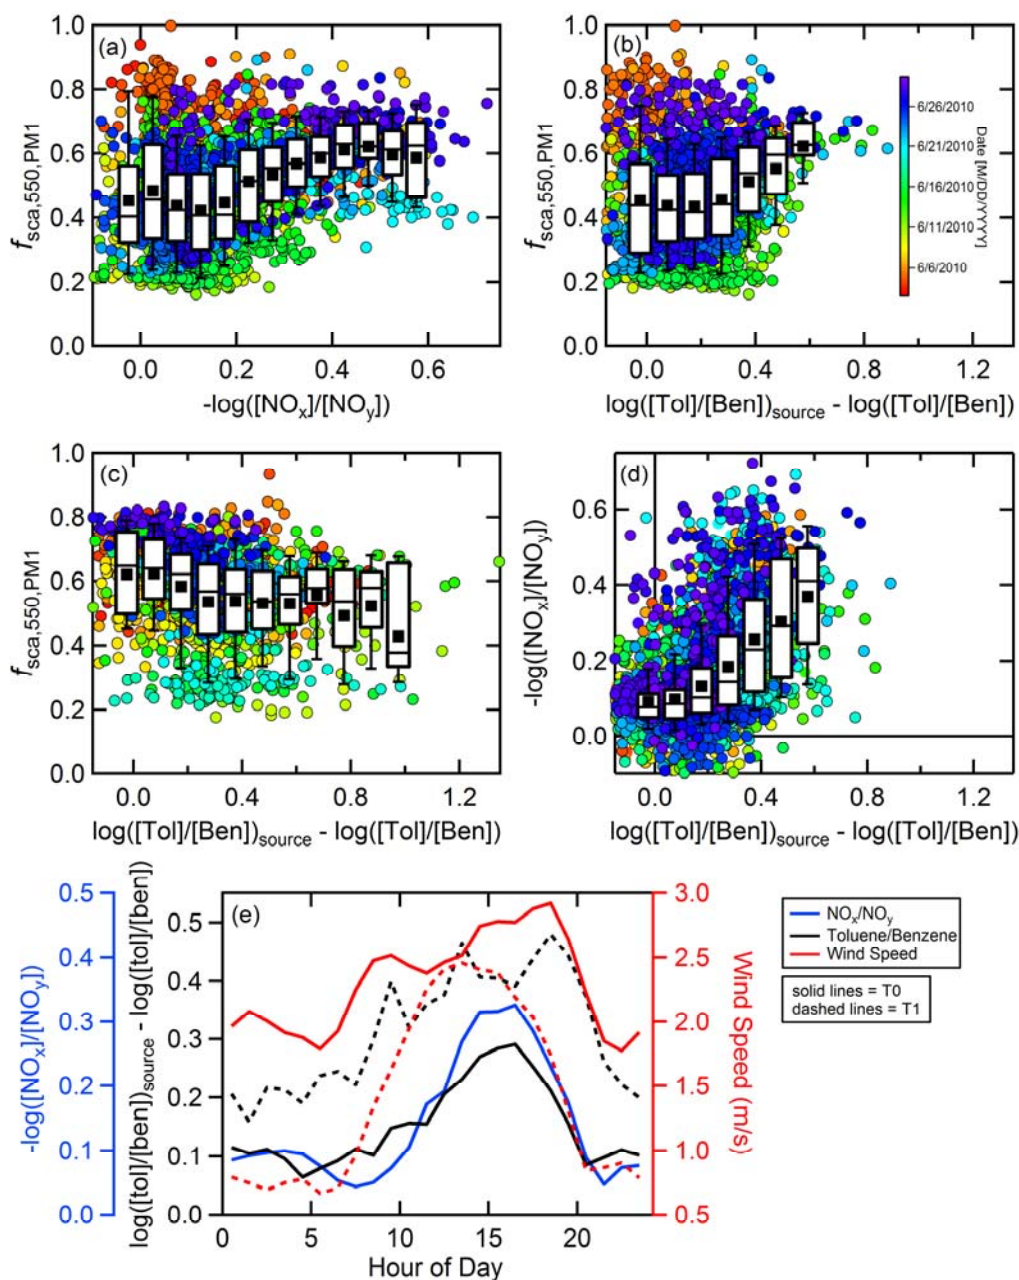 (a)
f sca,550,PM1
1.0
0.8
0.6
0.4
0.2
0.0
0.0 0.2 0.4 0.6
-log([NOx]/[NOy])
(b)
f sca,550,PM1
1.0
0.8
0.6
0.4
0.2
0.0
0.0 0.4 0.8 1.2
log([Tol]/[Ben])source - log([Tol]/[Ben])
6/26/2010
6/21/2010
6/16/2010
6/11/2010
6/6/2010
Date [M/DD/YYYY]
(c)
f sca,550,PM1
1.0
0.8
0.6
0.4
0.2
0.0
0.0 0.4 0.8 1.2
log([Tol]/[Ben])source - log([Tol]/[Ben])
(d)
-log([NOx]/[NOy])
0.6
0.4
0.2
0.0
0.0 0.4 0.8 1.2
log([Tol]/[Ben])source - log([Tol]/[Ben])
(e)
-log([NOx]/[NOy])
0.5
0.4
0.3
0.2
0.1
0.0
log([tol]/[ben])source - log([tol]/[ben])
0.5
0.4
0.3
0.2
0.1
0.0
3.0
2.5
2.0
1.5
1.0
0.5
Wind Speed (m/s)
0 5 10 15 20
Hour of Day
NOx/NOy
Toluene/Benzene
Wind Speed
solid lines = T0
dashed lines = T1